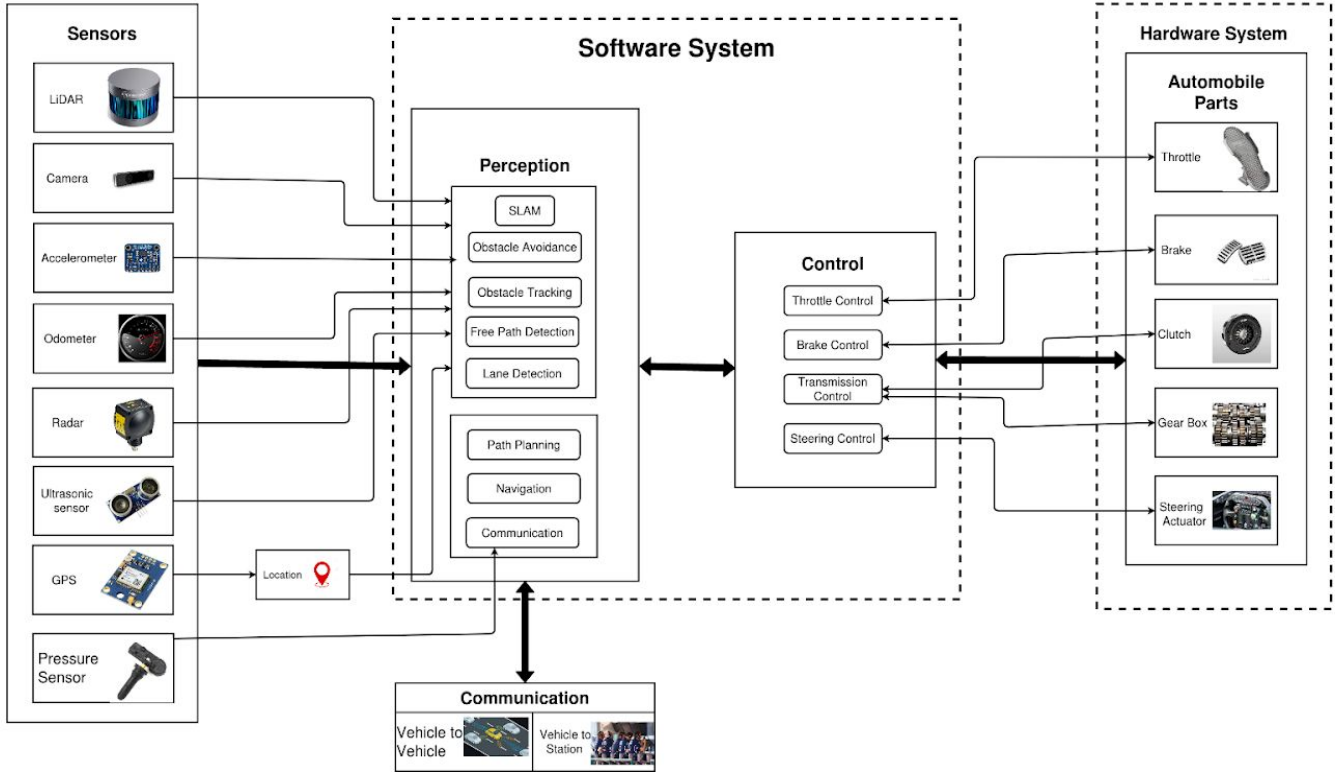 Sensors
LiDAR
Camera
Accelerometer
Odometer
Radar
Ultrasonic
sensor
GPS
Location
Pressure
Sensor
Software System
Perception
SLAM
Obstacle Avoidance
Obstacle Tracking
Free Path Detection
Lane Detection
Path Planning
Navigation
Communication
Control
Throttle Control
Brake Control
Transmission
Control
Steering Control
Communication
Vehicle to
Vehicle
Vehicle to
Station
Hardware System
Automobile
Parts
Throttle
Brake
Clutch
Gear Box
Steering
Actuator